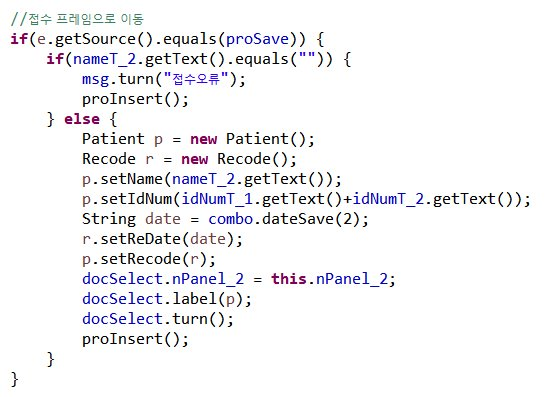 //접수 프레임으로 이동
if(e.getSource().equals(proSave)) {
    if(nameT_2.getText().equals("")) {
        msg.turn("접수오류");
        proInsert();
    } else {
        Patient p = new Patient();
        Recode r = new Recode();
        p.setName(nameT_2.getText());
        p.setIdNum(idNumT_1.getText()+idNumT_2.getText());
        String date = combo.dateSave(2);
        r.setReDate(date);
        p.setRecode(r);
        docSelect.nPanel_2 = this.nPanel_2;
        docSelect.label(p);
        docSelect.turn();
        proInsert();
    }
}